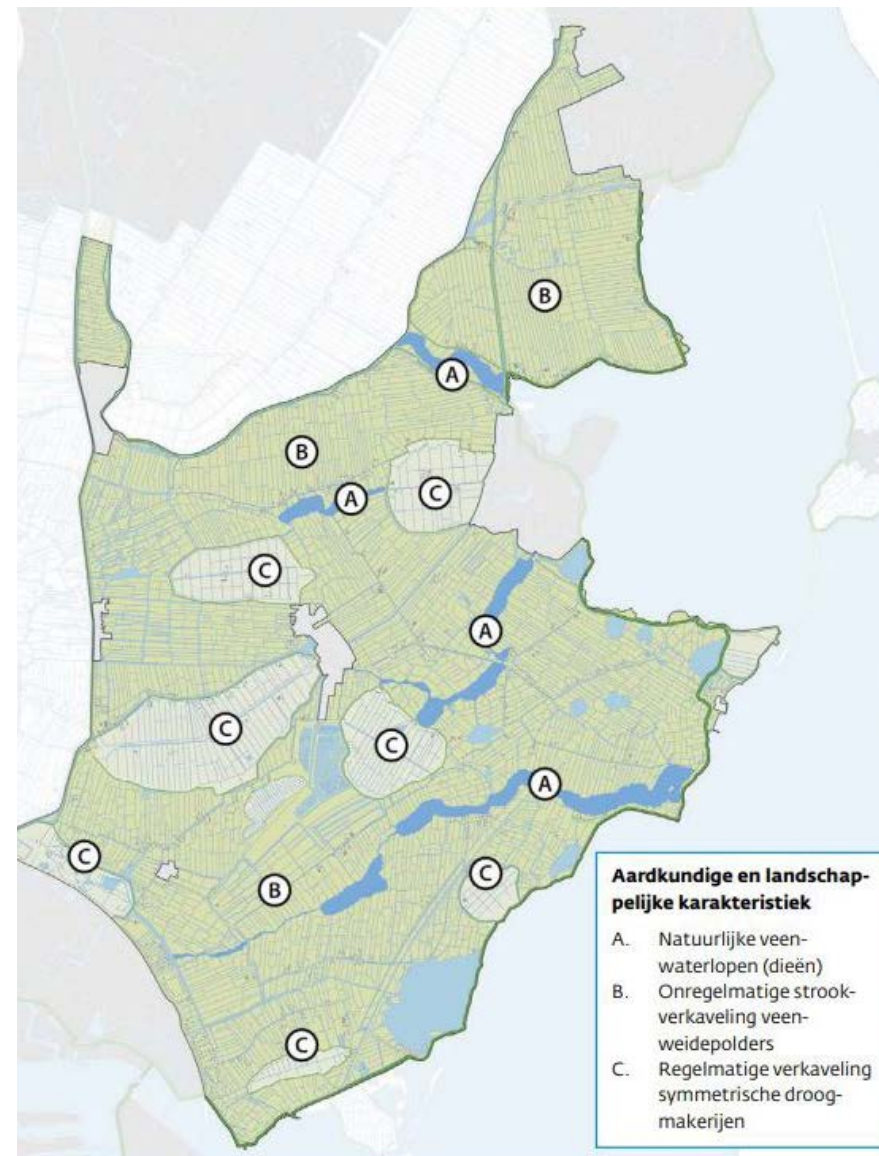 B
A
B
A
C
C
A
C
C
A
C
C
B
C
Aardkundige en landschap-
pelijke karakteristiek
A. Natuurlijke veen-
waterlopen (dieën)
B. Onregelmatige strook-
verkaveling veen-
weidepolders
C. Regelmatige verkaveling
symmetrische droog-
makerijen